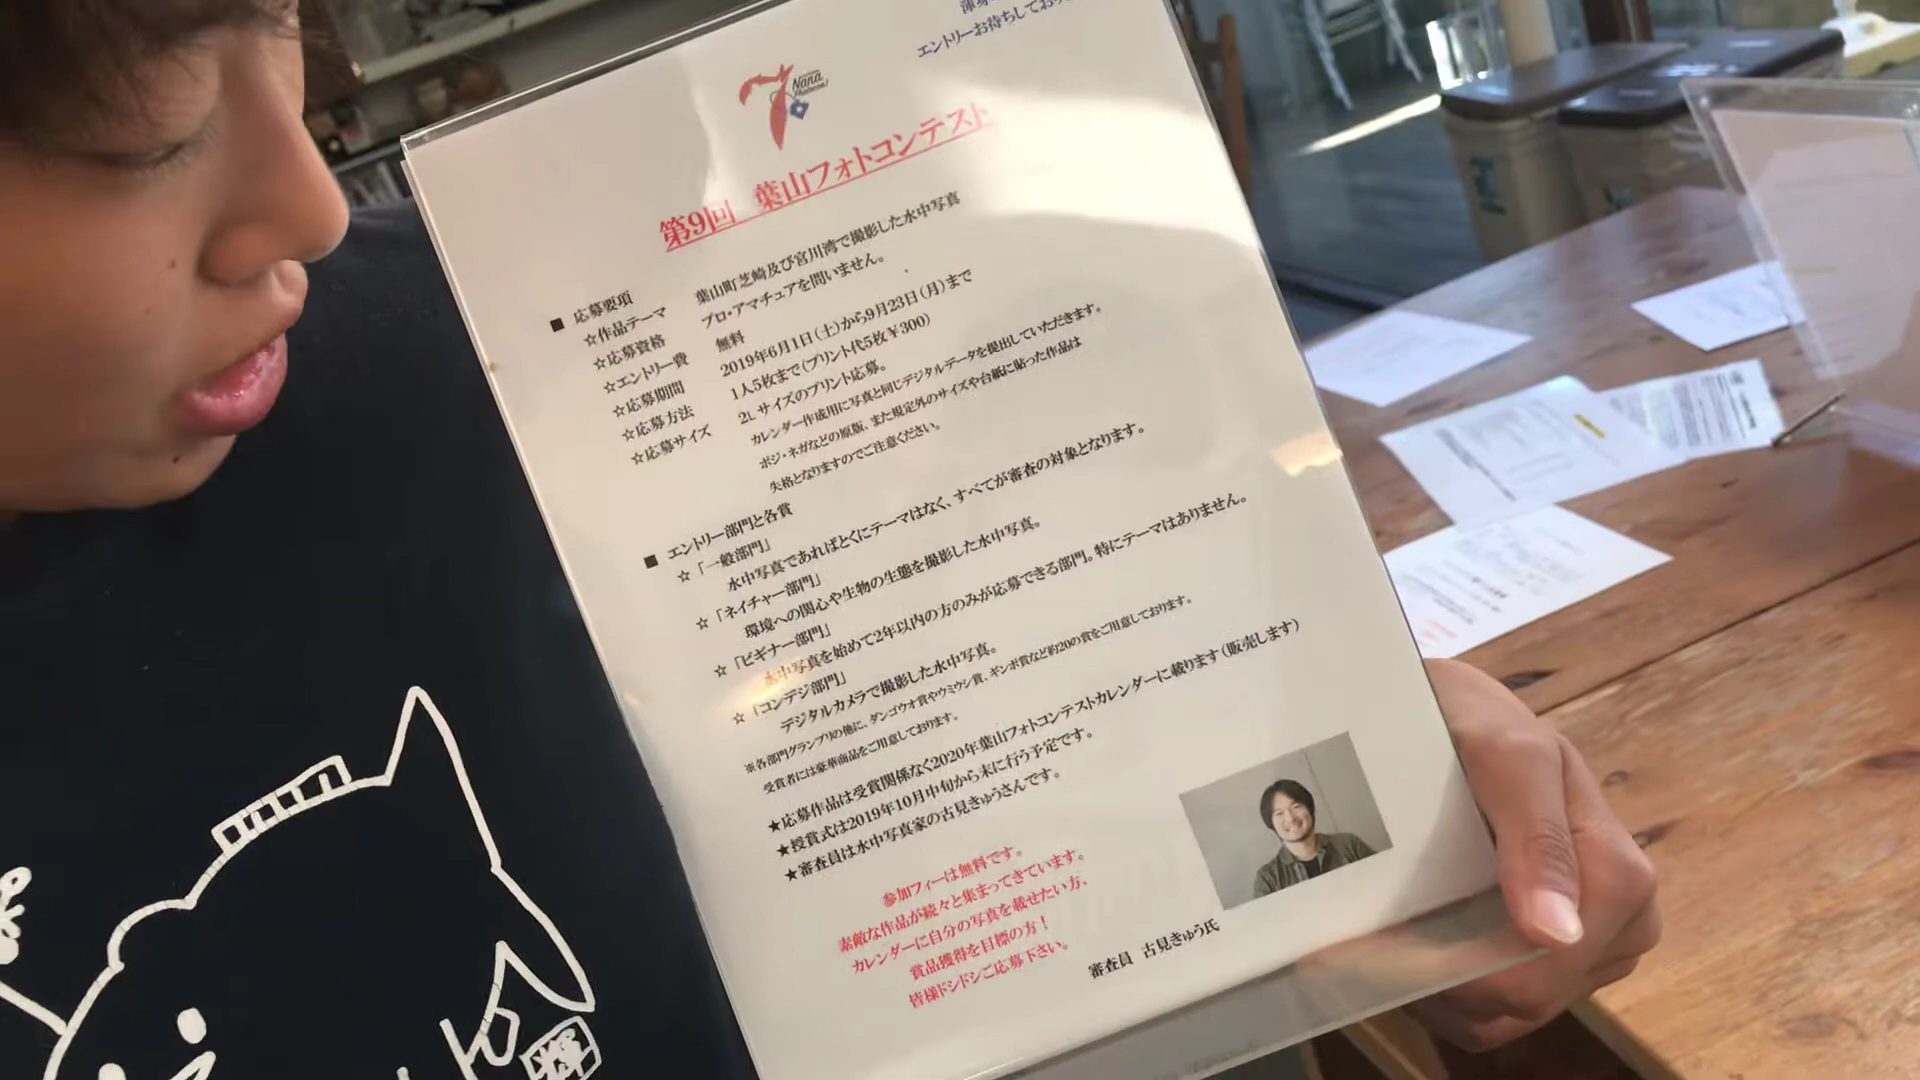 エントリーお待ちしてお
Nana
第9回 葉山フォトコンテスト
■ 応募要項
☆作品テーマ 葉山町芝崎及び宮川湾で撮影した水中写真
☆応募資格 プロ・アマチュアを問いません。
☆エントリー費 無料
☆応募期間 2019年6月1日(土)から9月23日(月)まで
☆応募方法 1人5枚まで(プリント代5枚¥300)
☆応募サイズ 2Lサイズのプリント応募。
カレンダー作成用に写真と同じデジタルデータを提出していただきます。
ポジ・ネガなどの原版、また規定外のサイズや台紙に貼った作品は
失格となりますのでご注意ください。
■ エントリー部門と各賞
☆「一般部門」
水中写真であればとくにテーマはなく、すべてが審査の対象となります。
☆「ネイチャー部門」
環境への関心や生物の生態を撮影した水中写真。
☆「ビギナー部門」
水中写真を始めて2年以内の方のみが応募できる部門。特にテーマはありません。
☆「コンデジ部門」
デジタルカメラで撮影した水中写真。
※各部門グランプリの他に、ダンゴウオ賞やウミウシ賞、ギンポ賞など約20の賞をご用意しております。
受賞者には豪華商品をご用意しております。
★応募作品は受賞関係なく2020年葉山フォトコンテストカレンダーに載ります(販売します)
★授賞式は2019年10月中旬から末に行う予定です。
★審査員は水中写真家の古見きゅうさんです。
参加フィーは無料です。
素敵な作品が続々と集まってきています。
カレンダーに自分の写真を載せたい方、
賞品獲得を目標の方！
皆様ドシドシご応募下さい。
審査員 古見きゅう氏